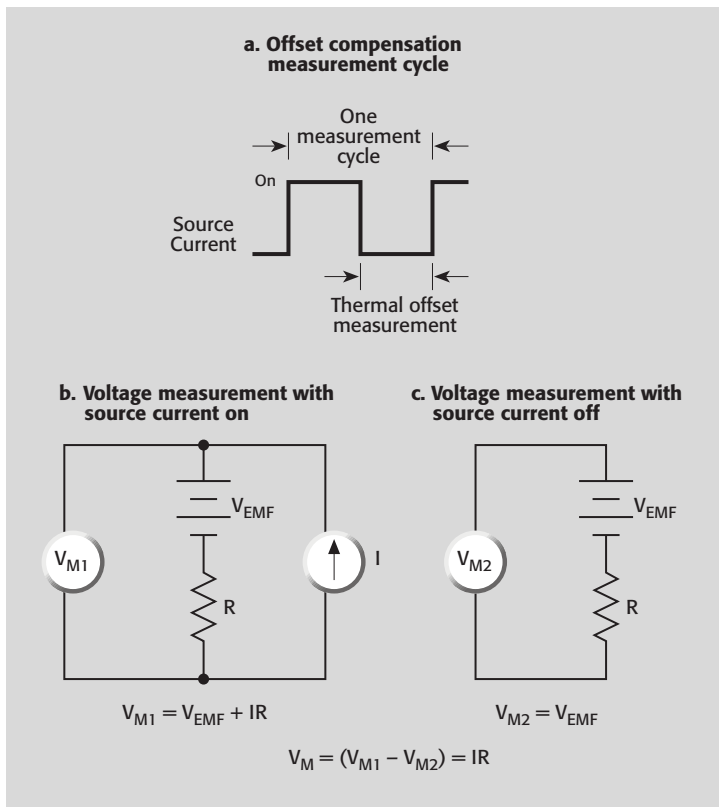 a. Offset compensation
measurement cycle
One
measurement
cycle
On
Source
Current
Thermal offset
measurement
b. Voltage measurement with
source current on
V_EMF
V_M1
I
R
V_M1 = V_EMF + IR
c. Voltage measurement with
source current off
V_EMF
V_M2
R
V_M2 = V_EMF
V_M = (V_M1 – V_M2) = IR